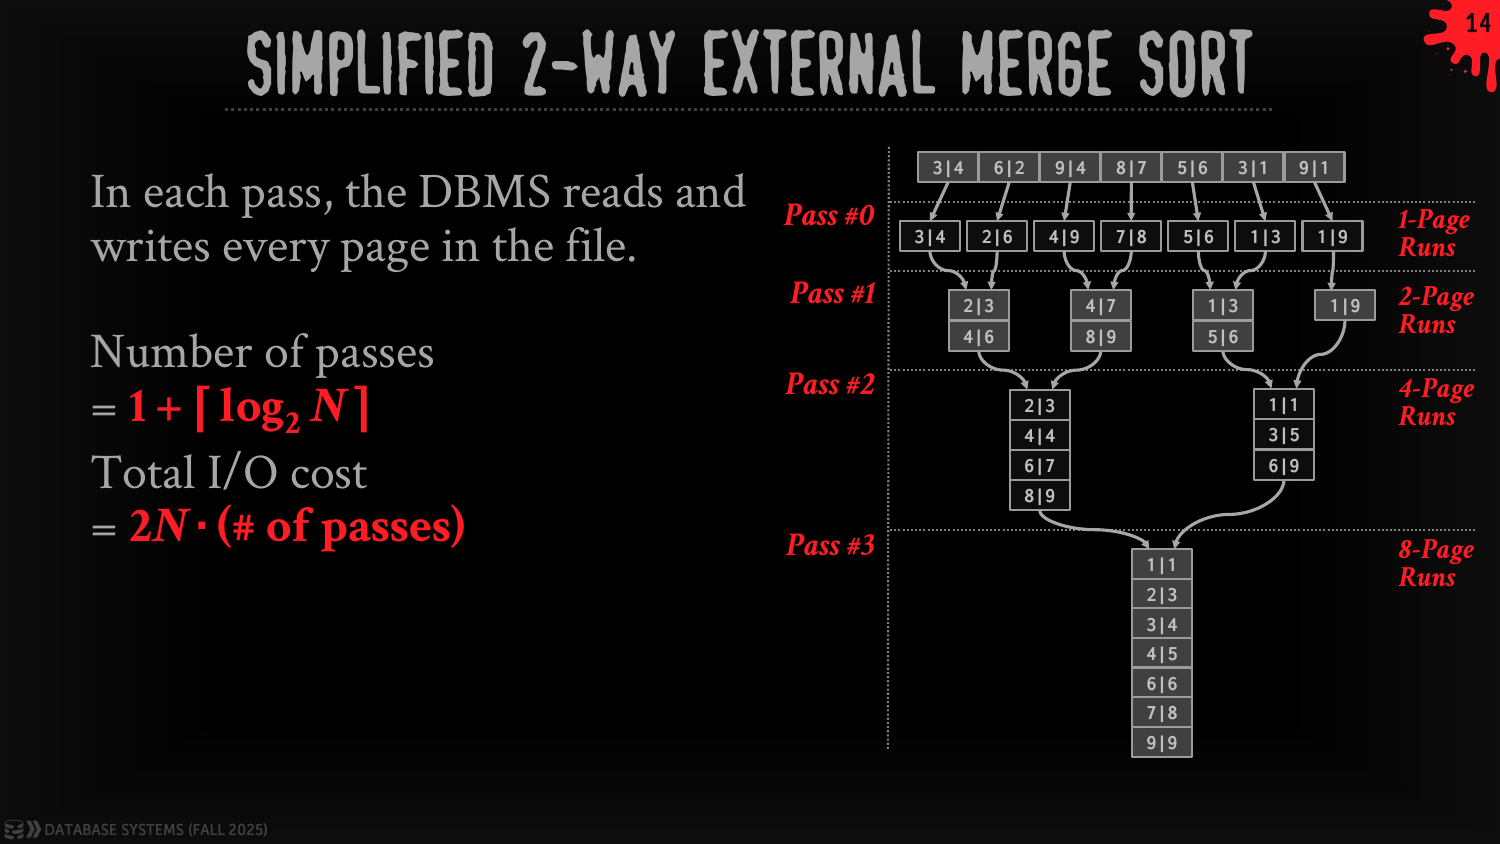 14
SIMPLIFIED 2-WAY EXTERNAL MERGE SORT
In each pass, the DBMS reads and
writes every page in the file.
Number of passes
= 1 + ⌈ log₂ N ⌉
Total I/O cost
= 2N · (# of passes)
3|4 6|2 9|4 8|7 5|6 3|1 9|1
Pass #0
3|4 2|6 4|9 7|8 5|6 1|3 1|9
1-Page
Runs
Pass #1
2|3 4|7 1|3 1|9
4|6 8|9 5|6
2-Page
Runs
Pass #2
2|3 1|1
4|4 3|5
6|7 6|9
8|9
4-Page
Runs
Pass #3
1|1
2|3
3|4
4|5
6|6
7|8
9|9
8-Page
Runs
DATABASE SYSTEMS (FALL 2025)